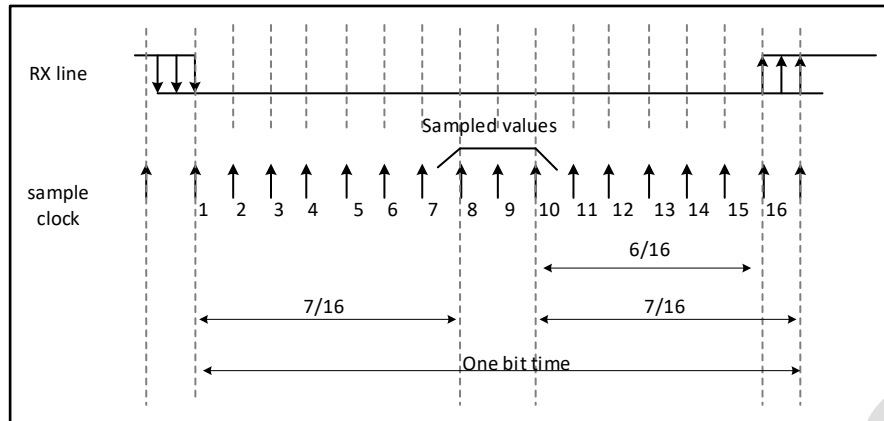 RX line
Sampled values
sample
clock
1 2 3 4 5 6 7 8 9 10 11 12 13 14 15 16
6/16
7/16 7/16
One bit time